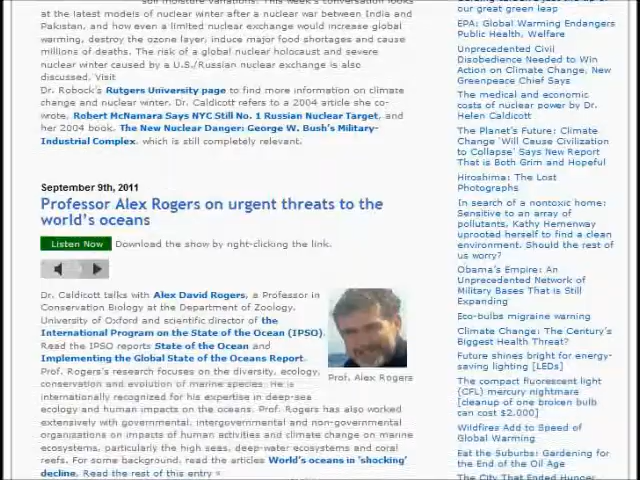 at the latest models of nuclear winter after a nuclear war between India and
Pakistan, and how even a limited nuclear exchange would increase global
warming, destroy the ozone layer, induce major food shortages and cause
millions of deaths. The risk of a global nuclear holocaust and severe
nuclear winter caused by a U.S./Russian nuclear exchange is also
discussed. Visit
Dr. Robock's Rutgers University page to find more information on climate
change and nuclear winter. Dr. Caldicott refers to a 2004 article she co-
wrote, Robert McNamara Says NYC Still No. 1 Russian Nuclear Target, and
her 2004 book, The New Nuclear Danger: George W. Bush's Military-
Industrial Complex, which is still completely relevant.
September 9th, 2011
Professor Alex Rogers on urgent threats to the
world's oceans
Listen Now Download the show by right-clicking the link.
Dr. Caldicott talks with Alex David Rogers, a Professor in
Conservation Biology at the Department of Zoology,
University of Oxford and scientific director of the
International Program on the State of the Ocean (IPSO).
Read the IPSO reports State of the Ocean and
Implementing the Global State of the Oceans Report.
Prof. Rogers's research focuses on the diversity, ecology,
conservation and evolution of marine species. He is
internationally recognized for his expertise in deep-sea
ecology and human impacts on the oceans. Prof. Rogers has also worked
extensively with governmental, intergovernmental and non-governmental
organisations on impacts of human activities and climate change on marine
ecosystems, particularly the high seas, deep-water ecosystems and coral
reefs. For some background, read the articles World's oceans in 'shocking'
decline, Read the rest of this entry »
Prof. Alex Rogers
our great green leap
EPA: Global Warming Endangers
Public Health, Welfare
Unprecedented Civil
Disobedience Needed to Win
Action on Climate Change, New
Greenpeace Chief Says
The medical and economic
costs of nuclear power by Dr.
Helen Caldicott
The Planet's Future: Climate
Change 'Will Cause Civilization
to Collapse' Says New Report
That is Both Grim and Hopeful
Hiroshima: The Lost
Photographs
In search of a nontoxic home:
Sensitive to an array of
pollutants, Kathy Hemenway
uprooted herself to find a clean
environment. Should the rest of
us worry?
Obama's Empire: An
Unprecedented Network of
Military Bases That is Still
Expanding
Eco-bulbs migraine warning
Climate Change: The Century's
Biggest Health Threat?
Future shines bright for energy-
saving lighting [LEDs]
The compact fluorescent light
(CFL) mercury nightmare
[cleanup of one broken bulb
can cost $2,000]
Wildfires Add to Speed of
Global Warming
Eat the Suburbs: Gardening for
the End of the Oil Age